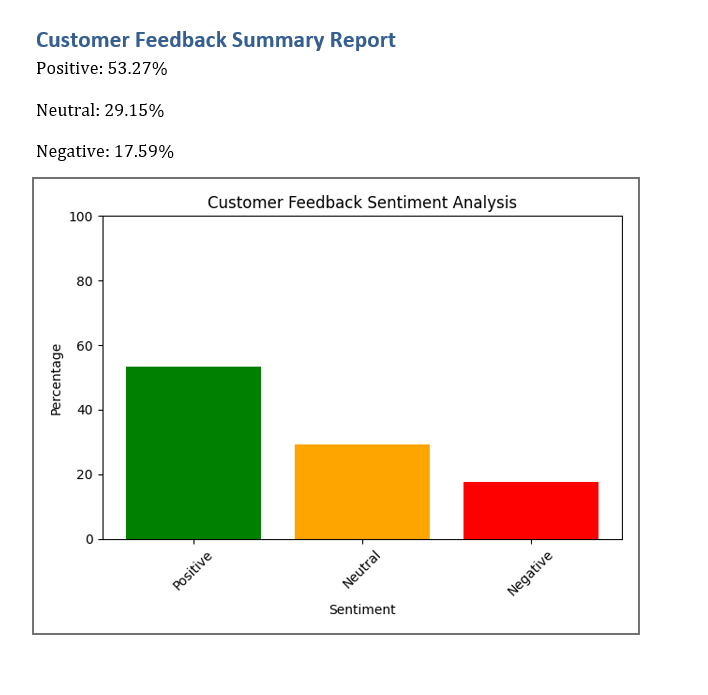 Customer Feedback Summary Report
Positive: 53.27%
Neutral: 29.15%
Negative: 17.59%
Customer Feedback Sentiment Analysis
100
80
60
40
20
0
Percentage
Positive
Neutral
Negative
Sentiment